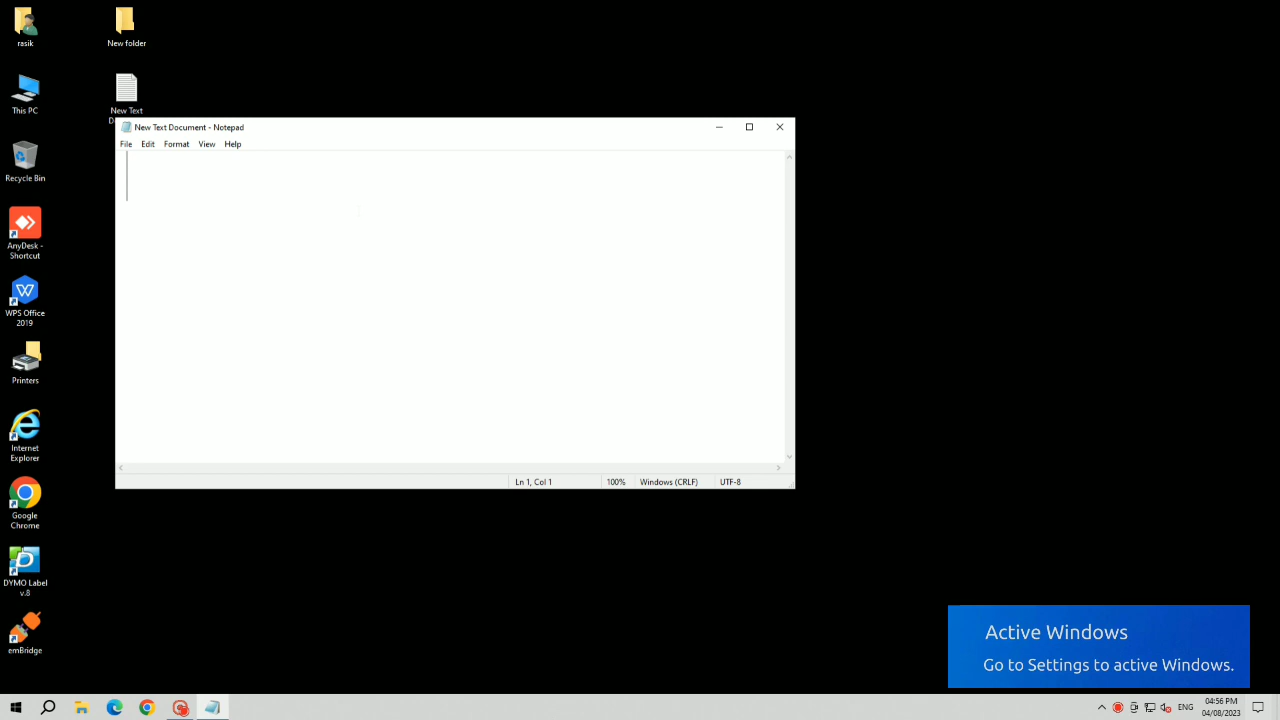 rasik
New folder
This PC
New Text
Recycle Bin
New Text Document - Notepad
File Edit Format View Help
AnyDesk -
Shortcut
WPS Office
2019
Printers
Internet
Explorer
Google
Chrome
DYMO Label
v.8
emBridge
Ln 1, Col 1 100% Windows (CRLF) UTF-8
Active Windows
Go to Settings to active Windows.
ENG
04:56 PM
04/08/2023